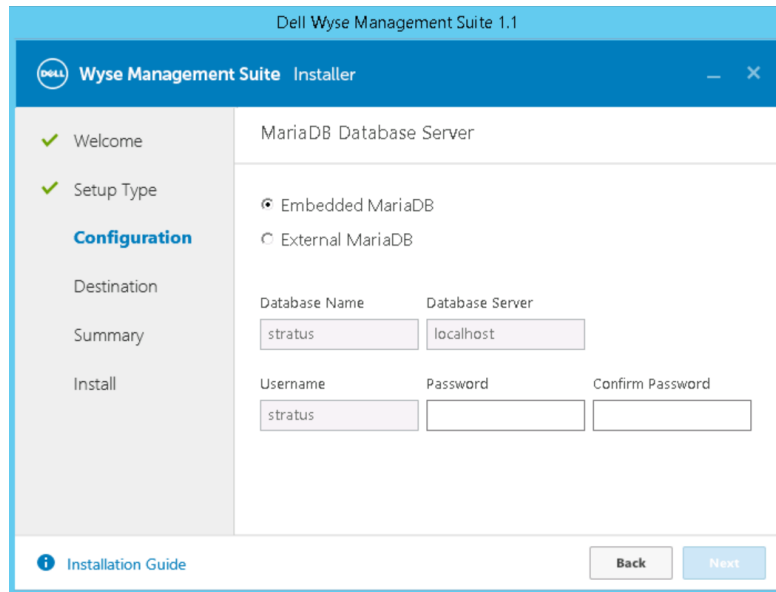 Dell Wyse Management Suite 1.1
DELL Wyse Management Suite Installer
Welcome
Setup Type
Configuration
Destination
Summary
Install
MariaDB Database Server
Embedded MariaDB
External MariaDB
Database Name Database Server
stratus localhost
Username Password Confirm Password
stratus
Installation Guide
Back Next